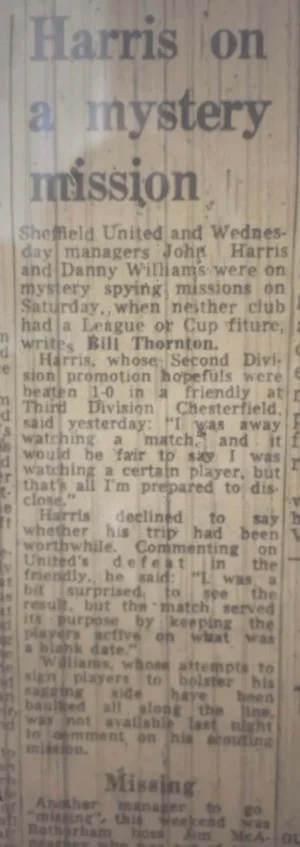 Harris on
a mystery
mission
Sheffield United and Wednes-
day managers John Harris
and Danny Williams were on
mystery spying missions on
Saturday, when neither club
had a League or Cup fiture,
writes Bill Thornton.
Harris, whose Second Divi-
sion promotion hopefuls were
beaten 1-0 in a friendly at
Third Division Chesterfield,
said yesterday: "I was away
watching a match, and it
would be fair to say I was
watching a certain player, but
that's all I'm prepared to dis-
close."
Harris declined to say
whether his trip had been
worthwhile. Commenting on
United's defeat in the
friendly, he said: "I was a
bit surprised to see the
result, but the match served
its purpose by keeping the
players active on what was
a blank date."
Williams, whose attempts to
sign players to bolster his
sagging side have been
baulked all along the line,
was not available last night
to comment on his scouting
mission.
Missing
Another manager to go
"missing", this weekend was
Rotherham boss Jim McA-